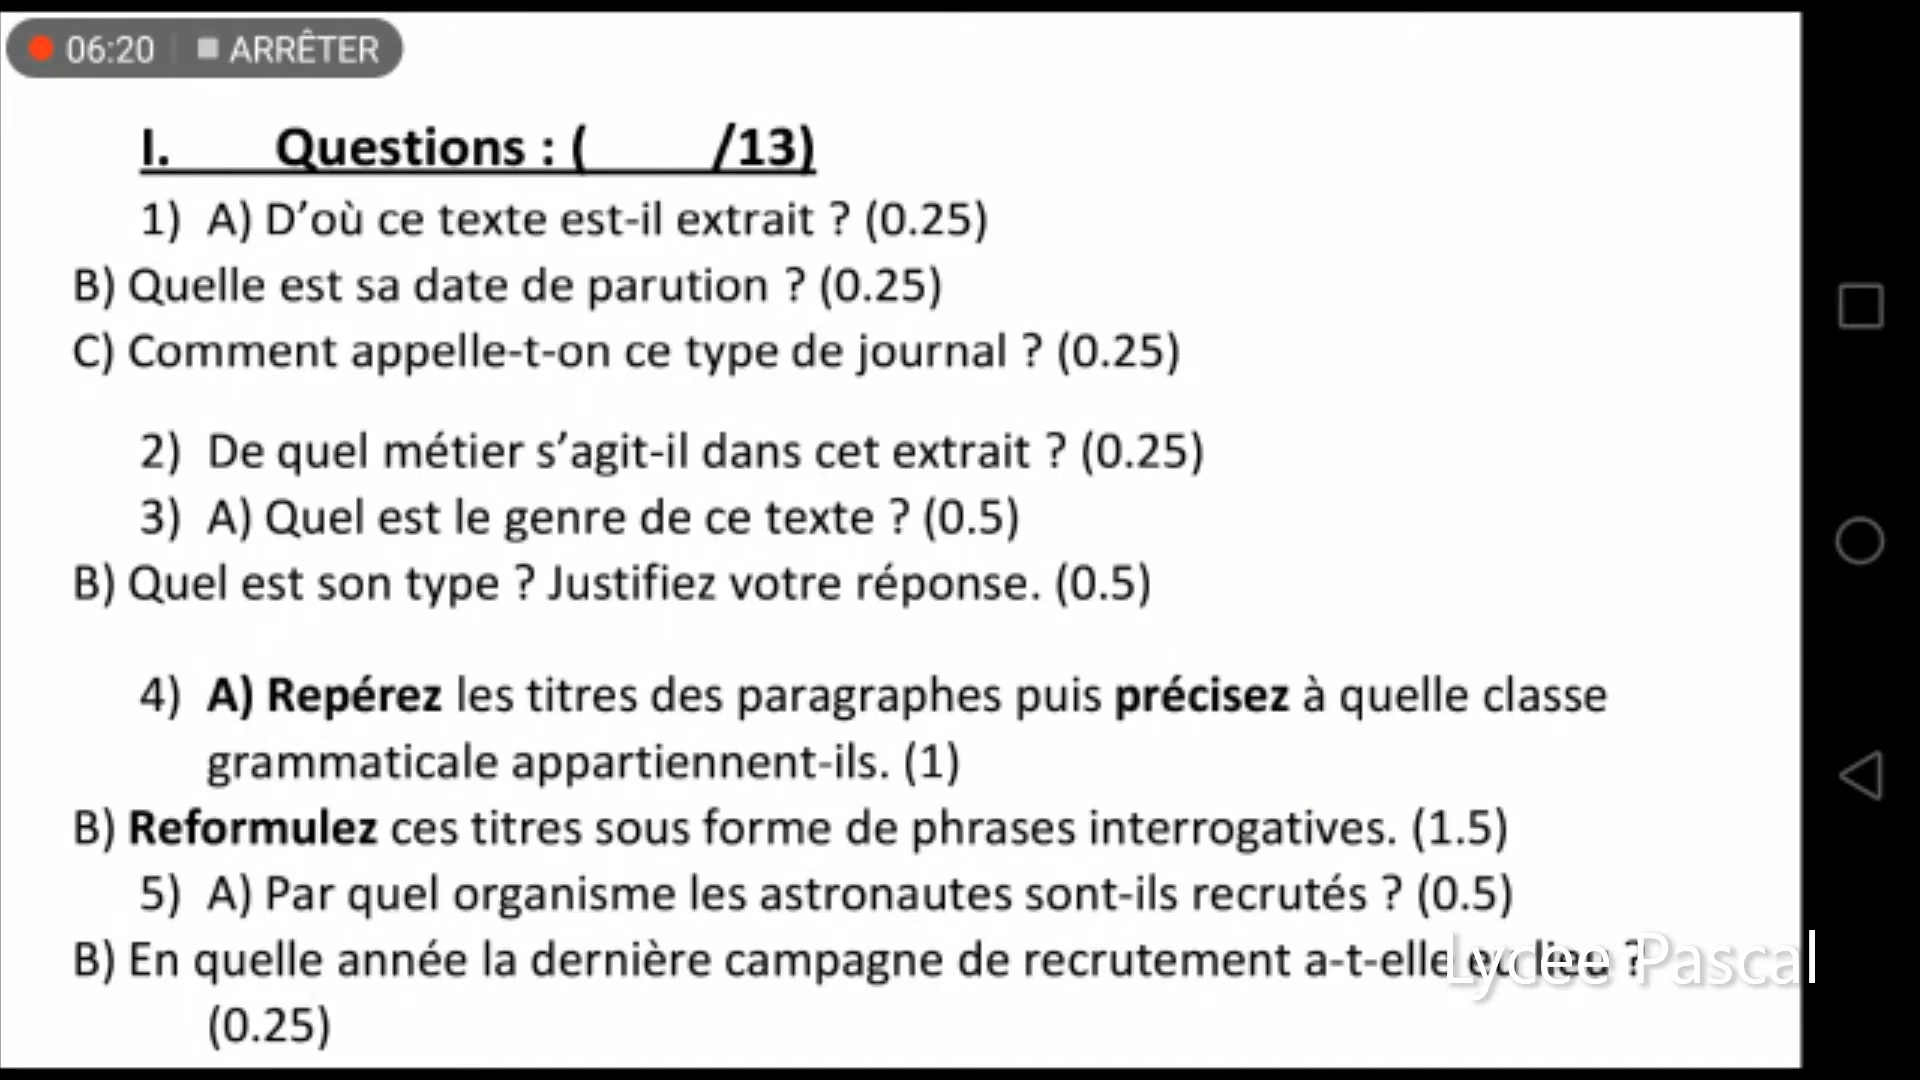 06:20 ARRÊTER
I. Questions : ( /13)
1) A) D’où ce texte est-il extrait ? (0.25)
B) Quelle est sa date de parution ? (0.25)
C) Comment appelle-t-on ce type de journal ? (0.25)
2) De quel métier s’agit-il dans cet extrait ? (0.25)
3) A) Quel est le genre de ce texte ? (0.5)
B) Quel est son type ? Justifiez votre réponse. (0.5)
4) A) Repérez les titres des paragraphes puis précisez à quelle classe
grammaticale appartiennent-ils. (1)
B) Reformulez ces titres sous forme de phrases interrogatives. (1.5)
5) A) Par quel organisme les astronautes sont-ils recrutés ? (0.5)
B) En quelle année la dernière campagne de recrutement a-t-elle eu lieu ?
(0.25)
Lycée Pascal